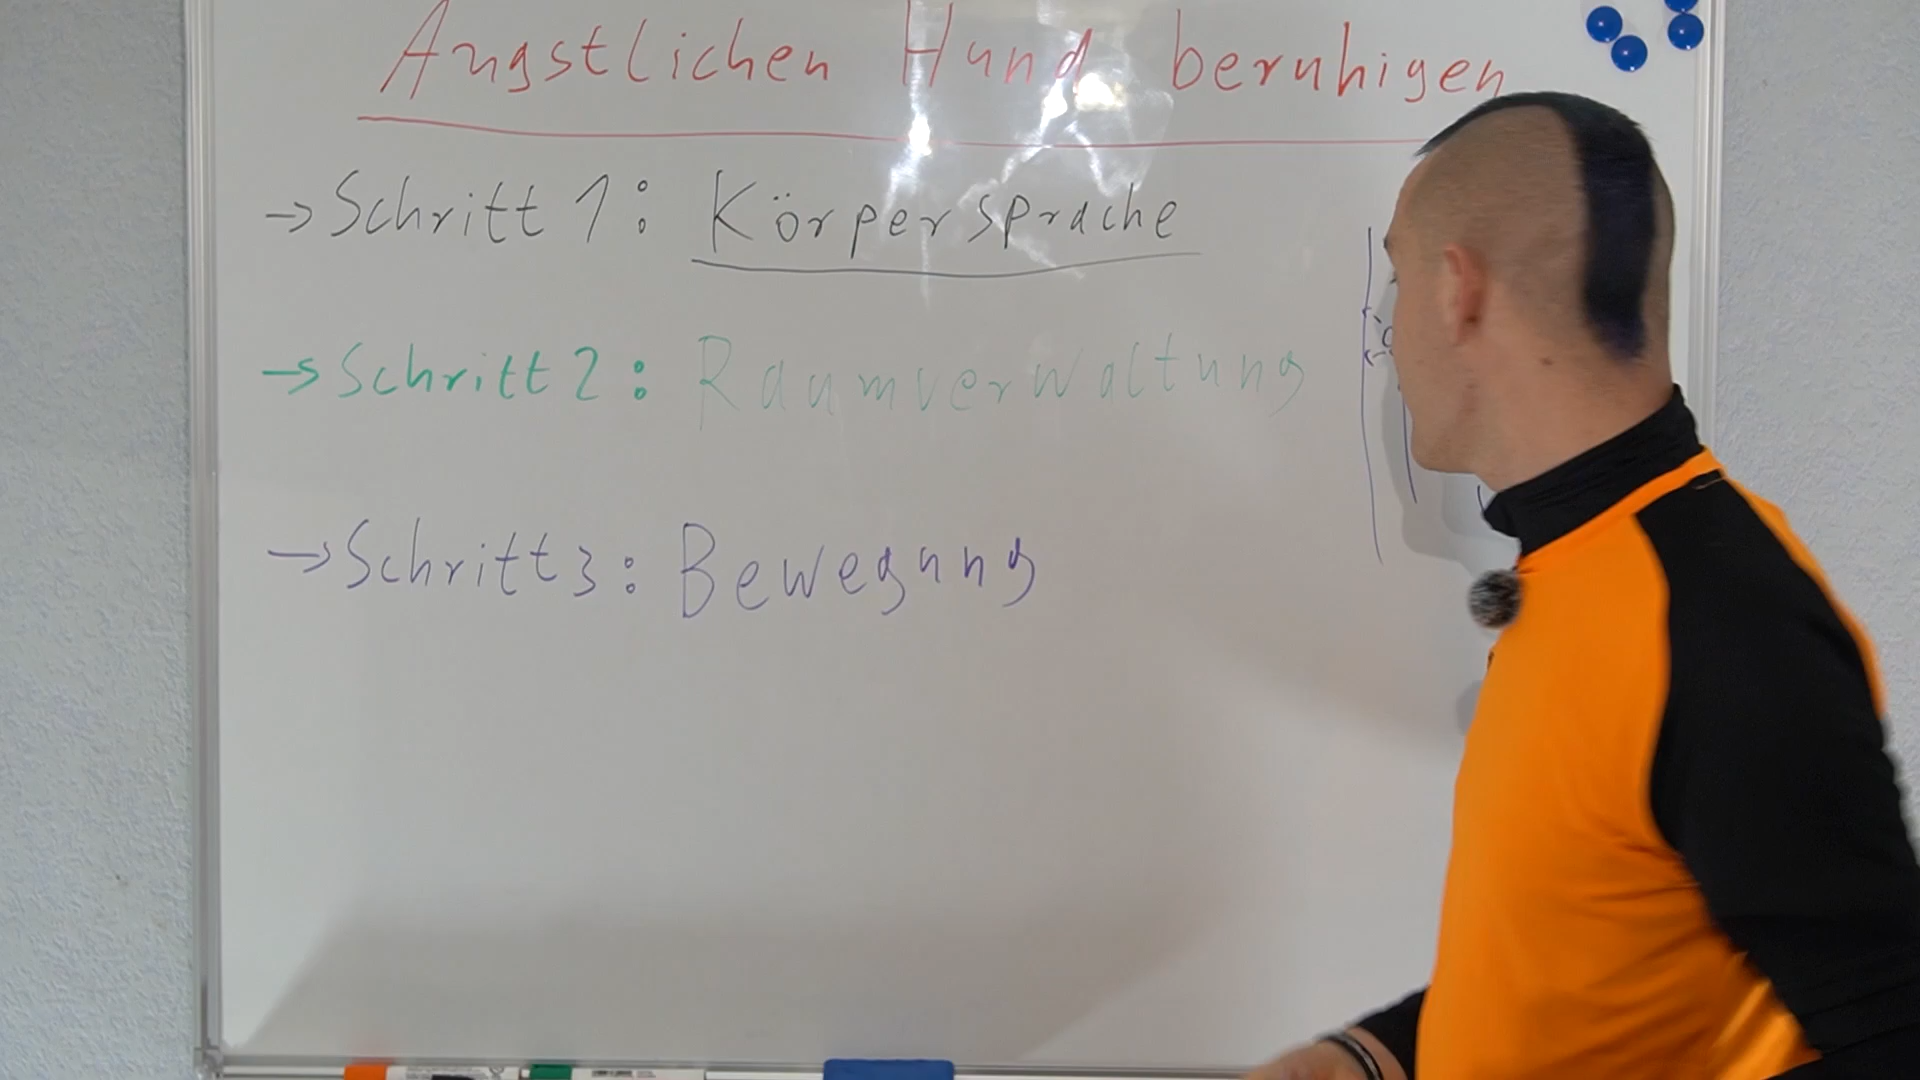 Ängstlichen Hund beruhigen
→ Schritt 1: Körpersprache
→ Schritt 2: Raumverwaltung
→ Schritt 3: Bewegung